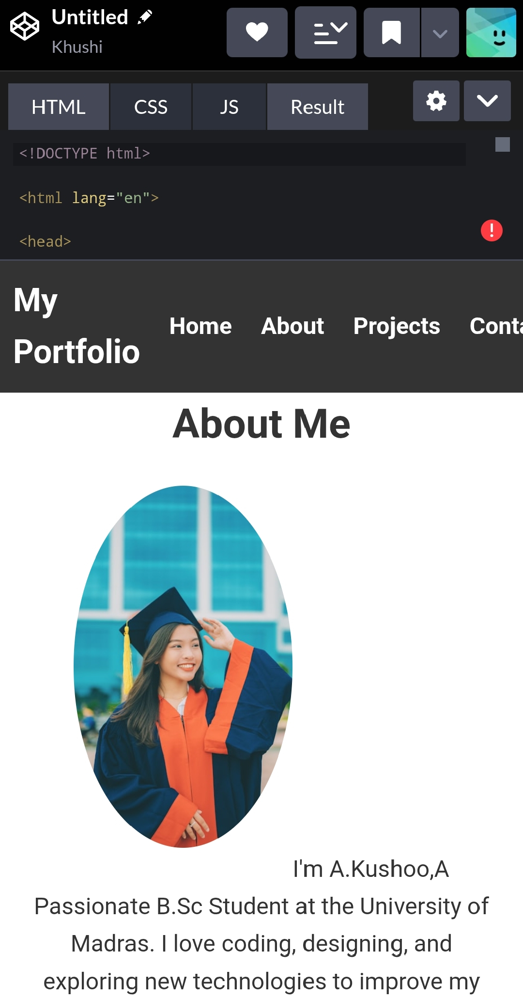 Untitled
Khushi
HTML CSS JS Result
<!DOCTYPE html>
<html lang="en">
<head>
My
Portfolio
Home About Projects Conta
About Me
I'm A.Kushoo,A
Passionate B.Sc Student at the University of
Madras. I love coding, designing, and
exploring new technologies to improve my